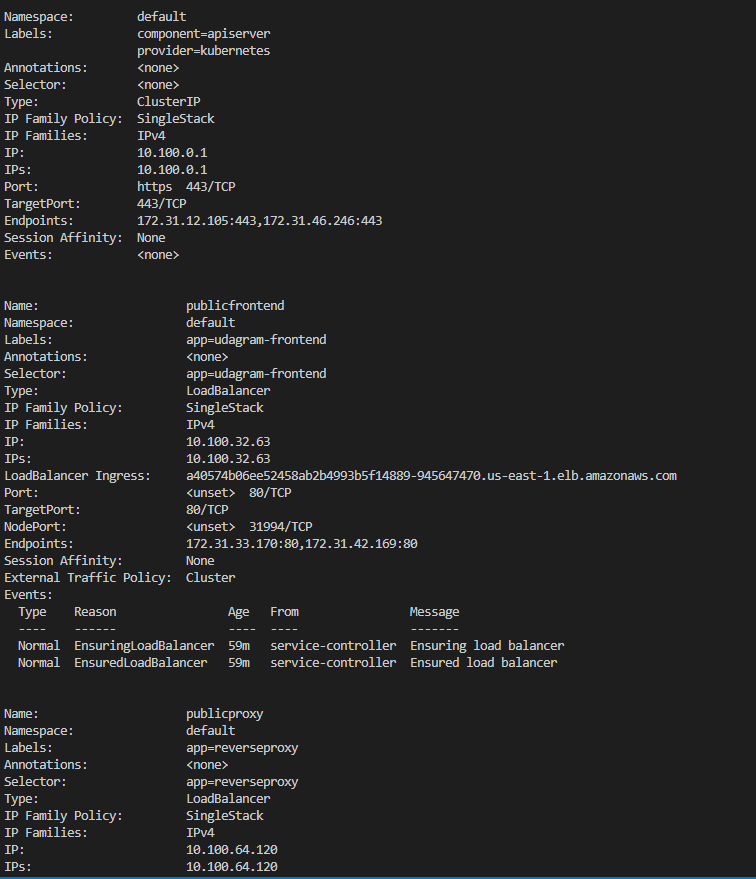 Namespace:         default
Labels:            component=apiserver
                   provider=kubernetes
Annotations:       <none>
Selector:          <none>
Type:              ClusterIP
IP Family Policy:  SingleStack
IP Families:       IPv4
IP:                10.100.0.1
IPs:               10.100.0.1
Port:              https  443/TCP
TargetPort:        443/TCP
Endpoints:         172.31.12.105:443,172.31.46.246:443
Session Affinity:  None
Events:            <none>

Name:                     publicfrontend
Namespace:                default
Labels:                   app=udagram-frontend
Annotations:              <none>
Selector:                 app=udagram-frontend
Type:                     LoadBalancer
IP Family Policy:         SingleStack
IP Families:              IPv4
IP:                       10.100.32.63
IPs:                      10.100.32.63
LoadBalancer Ingress:     a40574b06ee52458ab2b4993b5f14889-945647470.us-east-1.elb.amazonaws.com
Port:                     <unset>  80/TCP
TargetPort:               80/TCP
NodePort:                 <unset>  31994/TCP
Endpoints:                172.31.33.170:80,172.31.42.169:80
Session Affinity:         None
External Traffic Policy:  Cluster
Events:
  Type    Reason                Age   From                Message
  ----    ------                ----  ----                -------
  Normal  EnsuringLoadBalancer  59m   service-controller  Ensuring load balancer
  Normal  EnsuredLoadBalancer   59m   service-controller  Ensured load balancer

Name:                     publicproxy
Namespace:                default
Labels:                   app=reverseproxy
Annotations:              <none>
Selector:                 app=reverseproxy
Type:                     LoadBalancer
IP Family Policy:         SingleStack
IP Families:              IPv4
IP:                       10.100.64.120
IPs:                      10.100.64.120